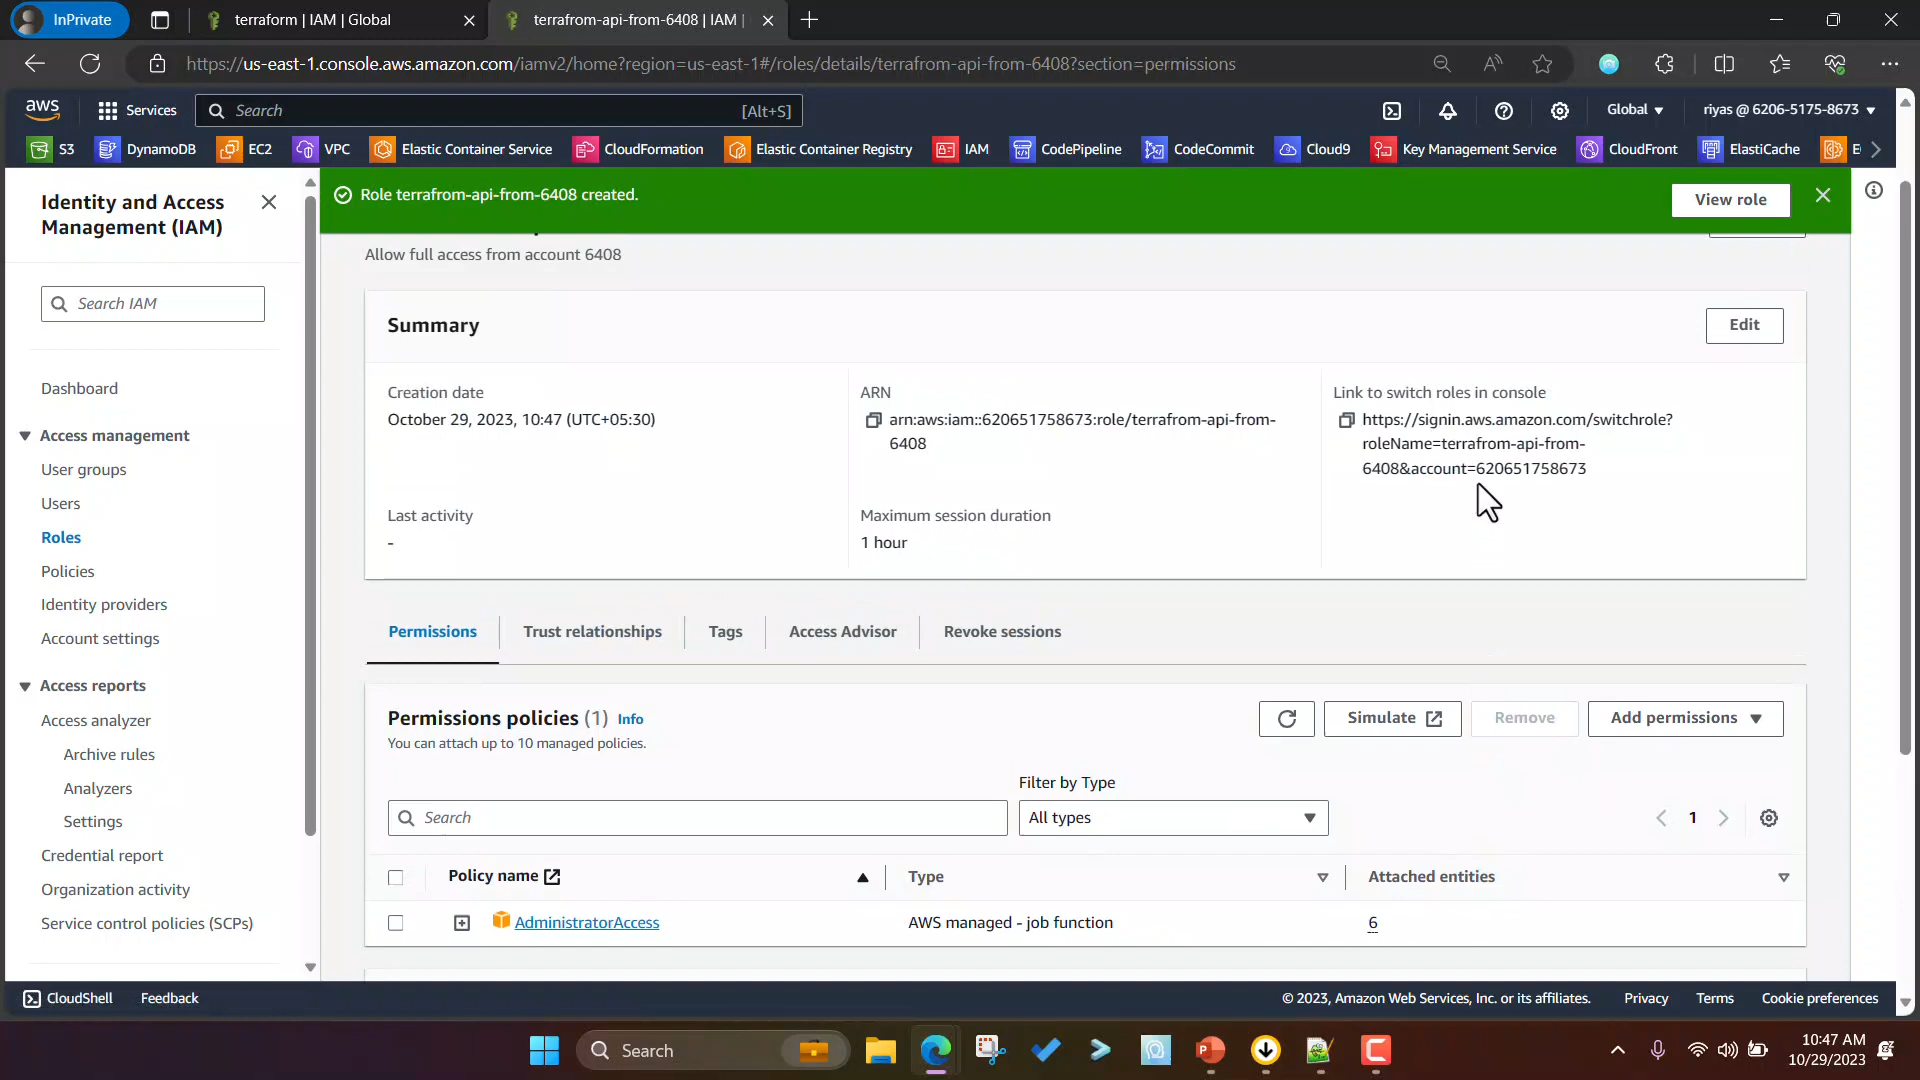 InPrivate
terraform | IAM | Global
terrafrom-api-from-6408 | IAM |
https://us-east-1.console.aws.amazon.com/iamv2/home?region=us-east-1#/roles/details/terrafrom-api-from-6408?section=permissions
aws
Services
Search
[Alt+S]
Global
riyas @ 6206-5175-8673
S3
DynamoDB
EC2
VPC
Elastic Container Service
CloudFormation
Elastic Container Registry
IAM
CodePipeline
CodeCommit
Cloud9
Key Management Service
CloudFront
ElastiCache
Identity and Access
Management (IAM)
Search IAM
Dashboard
Access management
User groups
Users
Roles
Policies
Identity providers
Account settings
Access reports
Access analyzer
Archive rules
Analyzers
Settings
Credential report
Organization activity
Service control policies (SCPs)
Role terrafrom-api-from-6408 created.
View role
Allow full access from account 6408
Summary
Edit
Creation date
October 29, 2023, 10:47 (UTC+05:30)
ARN
arn:aws:iam::620651758673:role/terrafrom-api-from-
6408
Link to switch roles in console
https://signin.aws.amazon.com/switchrole?
roleName=terrafrom-api-from-
6408&account=620651758673
Last activity
-
Maximum session duration
1 hour
Permissions
Trust relationships
Tags
Access Advisor
Revoke sessions
Permissions policies (1) Info
You can attach up to 10 managed policies.
Simulate
Remove
Add permissions
Filter by Type
Search
All types
1
Policy name
Type
Attached entities
AdministratorAccess
AWS managed - job function
6
CloudShell
Feedback
© 2023, Amazon Web Services, Inc. or its affiliates.
Privacy
Terms
Cookie preferences
Search
10:47 AM
10/29/2023